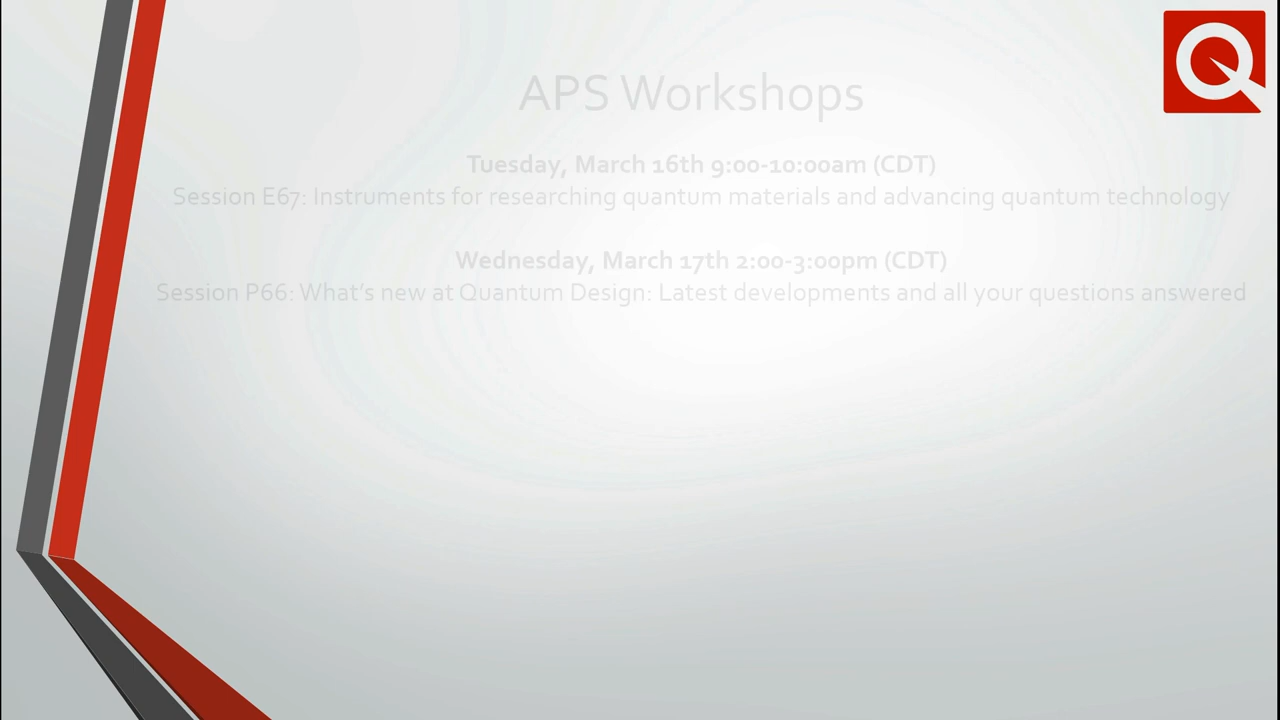 APS Workshops
Tuesday, March 16th 9:00-10:00am (CDT)
Session E67: Instruments for researching quantum materials and advancing quantum technology
Wednesday, March 17th 2:00-3:00pm (CDT)
Session P66: What’s new at Quantum Design: Latest developments and all your questions answered